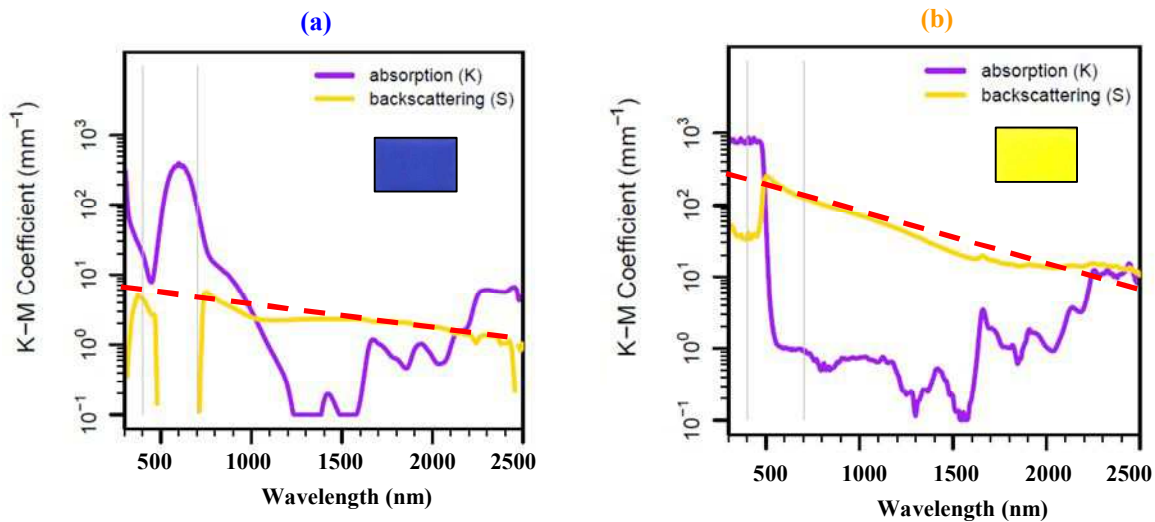 (a)
absorption (K)
backscattering (S)
K−M Coefficient (mm⁻¹)
10³
10²
10¹
10⁰
10⁻¹
500 1000 1500 2000 2500
Wavelength (nm)
(b)
absorption (K)
backscattering (S)
K−M Coefficient (mm⁻¹)
10³
10²
10¹
10⁰
10⁻¹
500 1000 1500 2000 2500
Wavelength (nm)